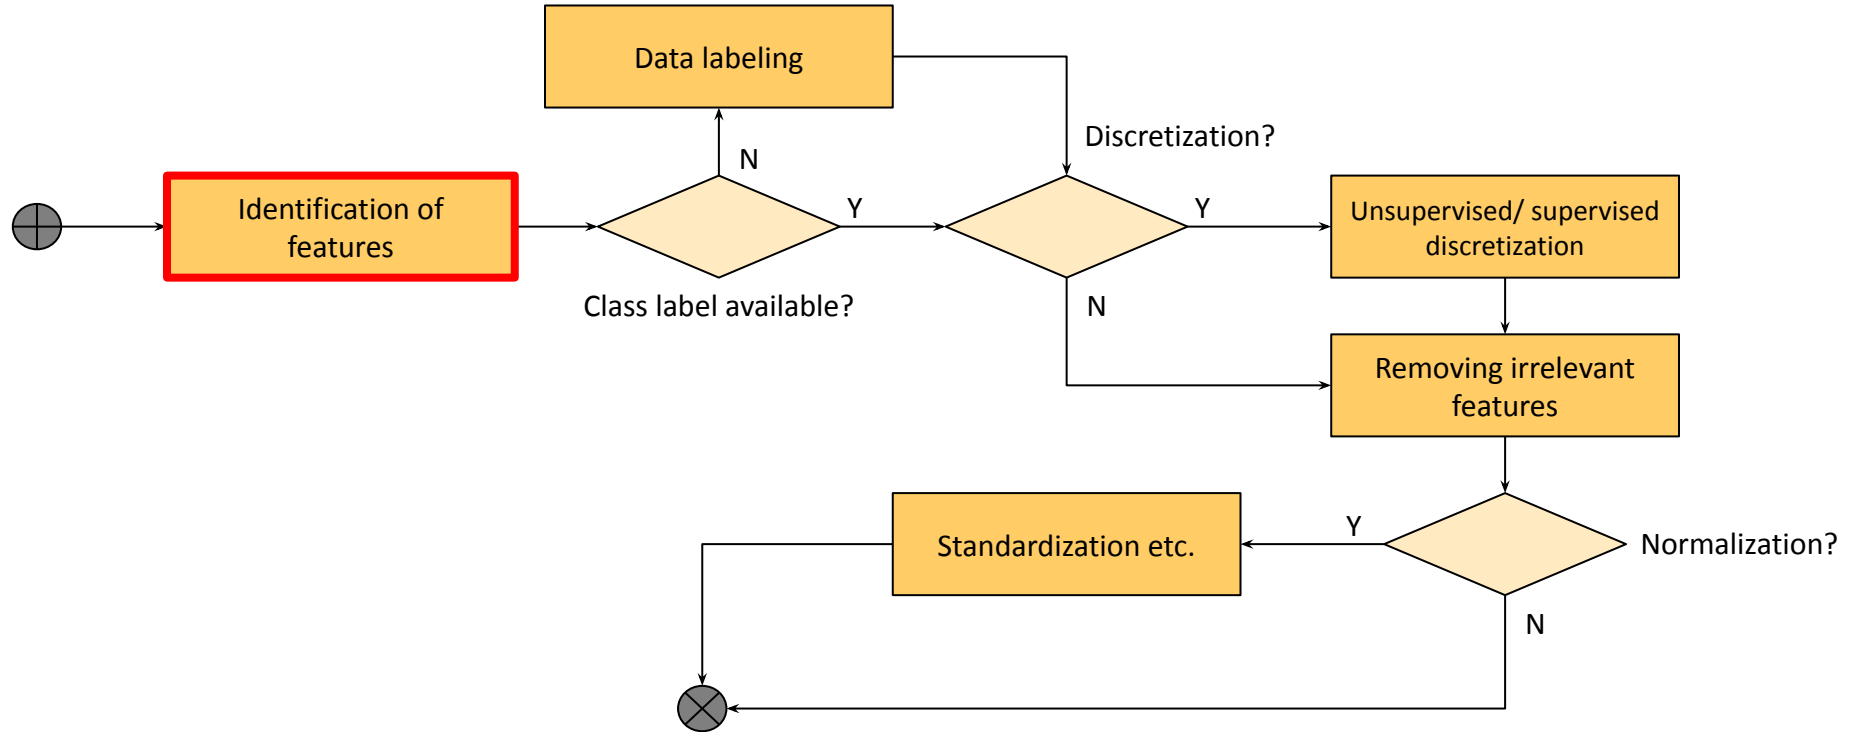 Data labeling
Discretization?
N
Identification of
features
Y
Y
Unsupervised/ supervised
discretization
Class label available?
N
Removing irrelevant
features
Standardization etc.
Y
Normalization?
N